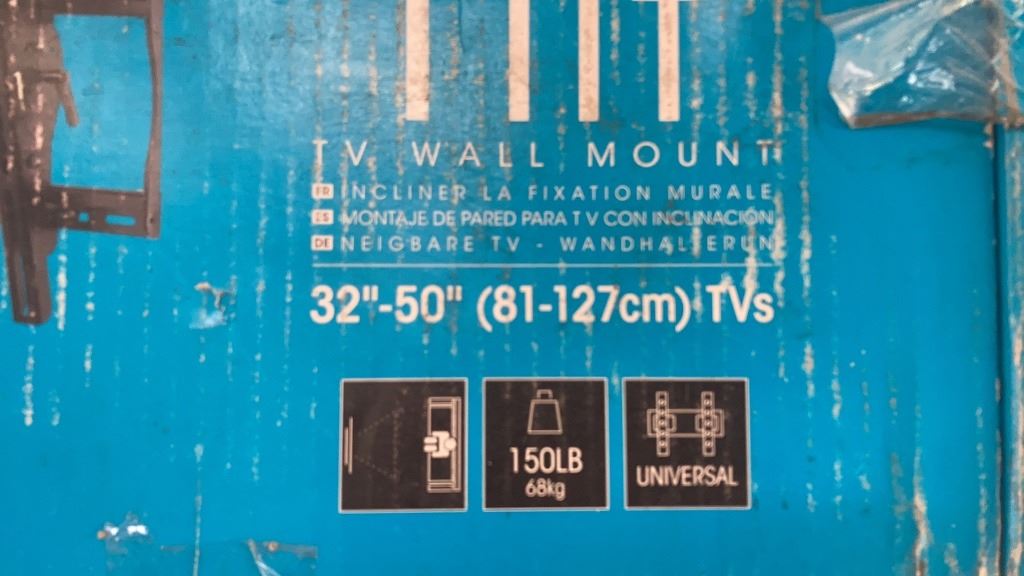 TV WALL MOUNT
FR INCLINER LA FIXATION MURALE
ES MONTAJE DE PARED PARA TV CON INCLINACIÓN
DE NEIGBARE TV - WANDHALTERUN
32"-50" (81-127cm) TVs
150LB
68kg
UNIVERSAL